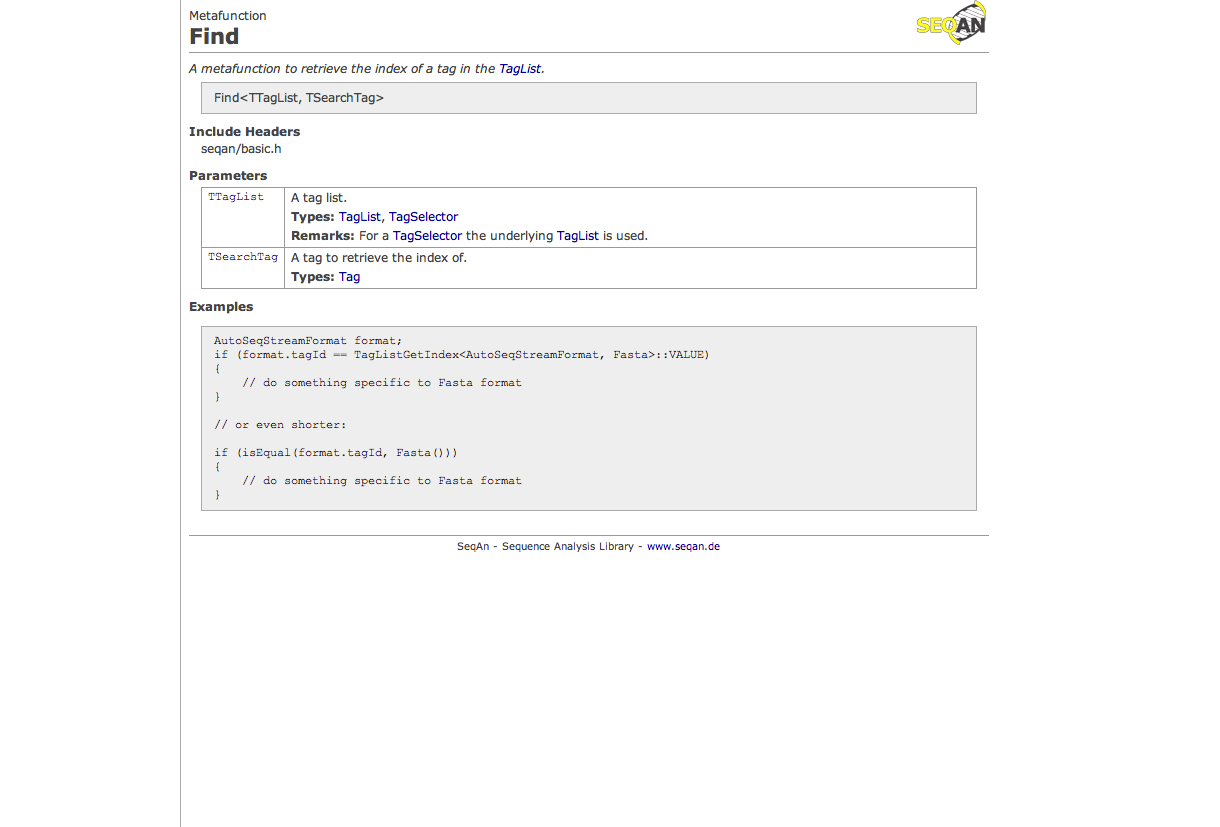 Metafunction
Find
SEQAN
A metafunction to retrieve the index of a tag in the TagList.
Find<TTagList, TSearchTag>
Include Headers
seqan/basic.h
Parameters
TTagList
A tag list.
Types: TagList, TagSelector
Remarks: For a TagSelector the underlying TagList is used.
TSearchTag
A tag to retrieve the index of.
Types: Tag
Examples
AutoSeqStreamFormat format;
if (format.tagId == TagListGetIndex<AutoSeqStreamFormat, Fasta>::VALUE)
{
    // do something specific to Fasta format
}
// or even shorter:
if (isEqual(format.tagId, Fasta()))
{
    // do something specific to Fasta format
}
SeqAn - Sequence Analysis Library - www.seqan.de